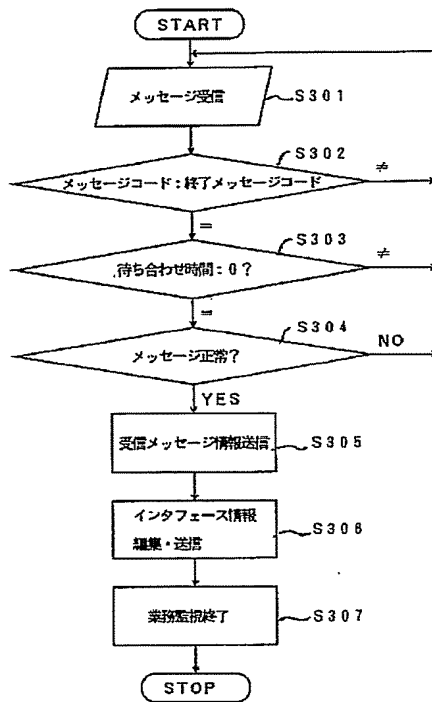 START
メッセージ受信
S301
S302
メッセージコード:終了メッセージコード
≠
=
S303
待ち合わせ時間:0?
≠
=
S304
メッセージ正常?
NO
YES
受信メッセージ情報送信
S305
インタフェース情報
編集・送信
S306
業務監視終了
S307
STOP